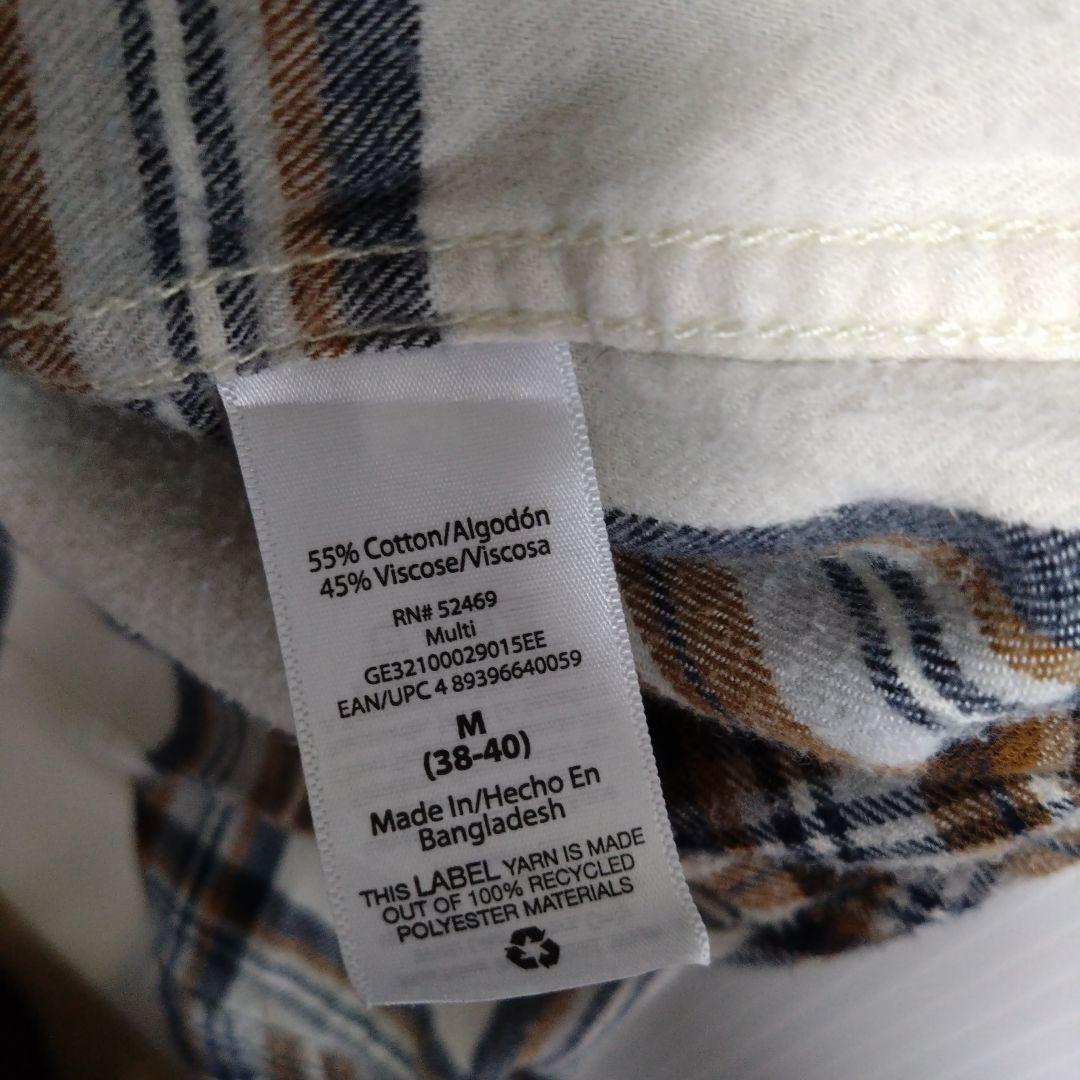 55% Cotton/Algodón
45% Viscose/Viscosa
RN# 52469
Multi
GE32100029015EE
EAN/UPC 4 89396640059
M
(38-40)
Made In/Hecho En
Bangladesh
THIS LABEL YARN IS MADE
OUT OF 100% RECYCLED
POLYESTER MATERIALS